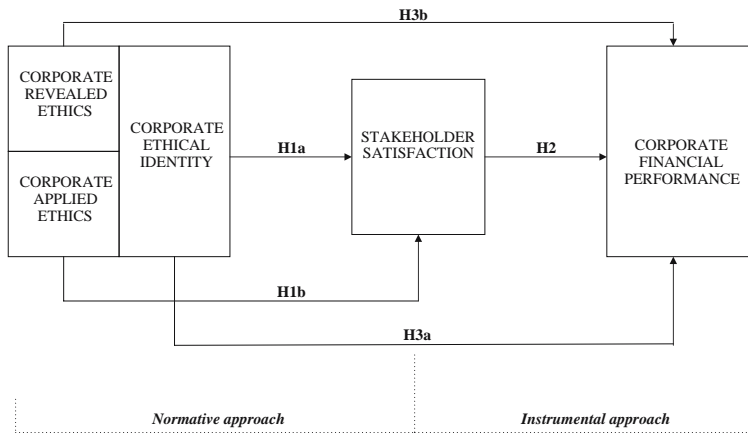 H3b
CORPORATE
REVEALED
ETHICS
CORPORATE
APPLIED
ETHICS
CORPORATE
ETHICAL
IDENTITY
H1a
STAKEHOLDER
SATISFACTION
H2
CORPORATE
FINANCIAL
PERFORMANCE
H1b
H3a
Normative approach
Instrumental approach